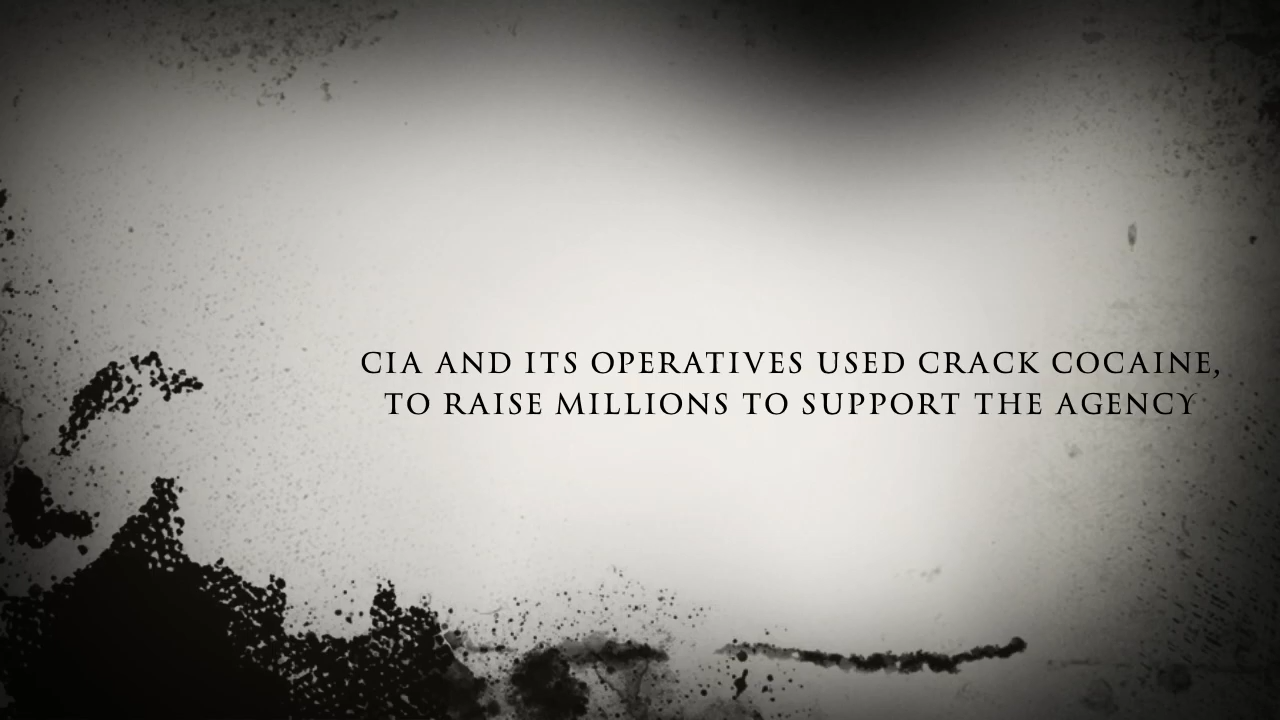 CIA AND ITS OPERATIVES USED CRACK COCAINE,
TO RAISE MILLIONS TO SUPPORT THE AGENCY